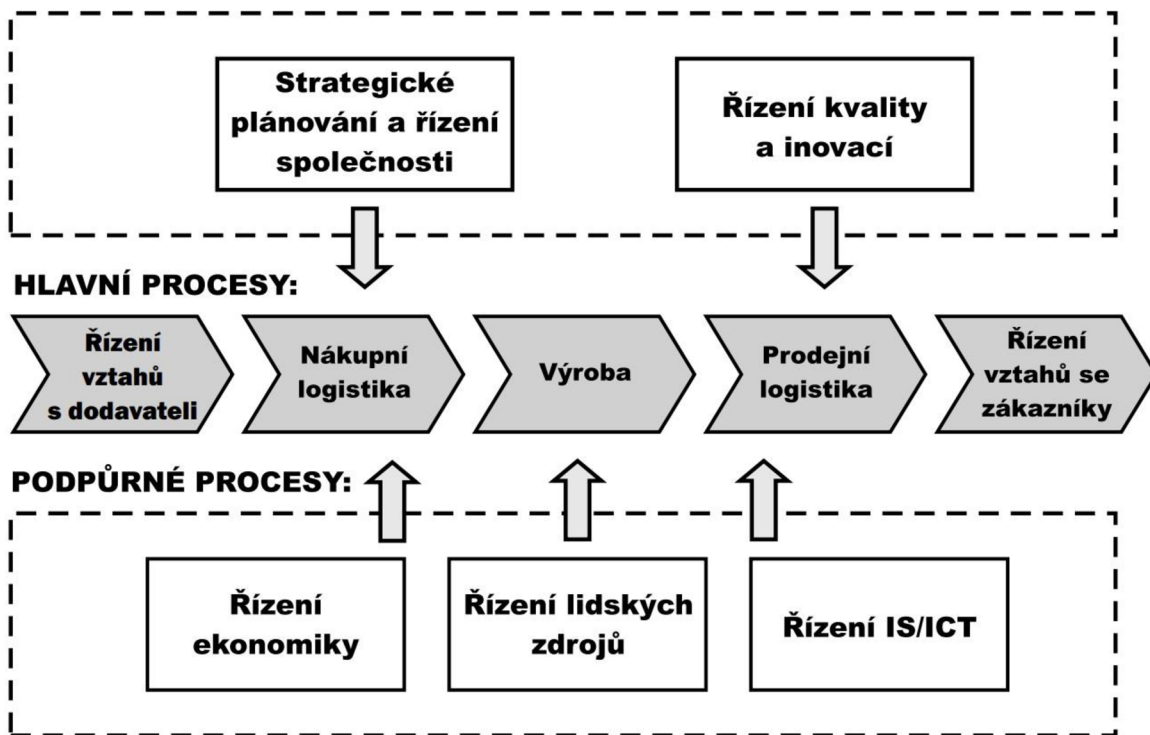 Strategické
plánování a řízení
společnosti
Řízení kvality
a inovací
HLAVNÍ PROCESY:
Řízení
vztahů
s dodavateli
Nákupní
logistika
Výroba
Prodejní
logistika
Řízení
vztahů se
zákazníky
PODPŮRNÉ PROCESY:
Řízení
ekonomiky
Řízení lidských
zdrojů
Řízení IS/ICT